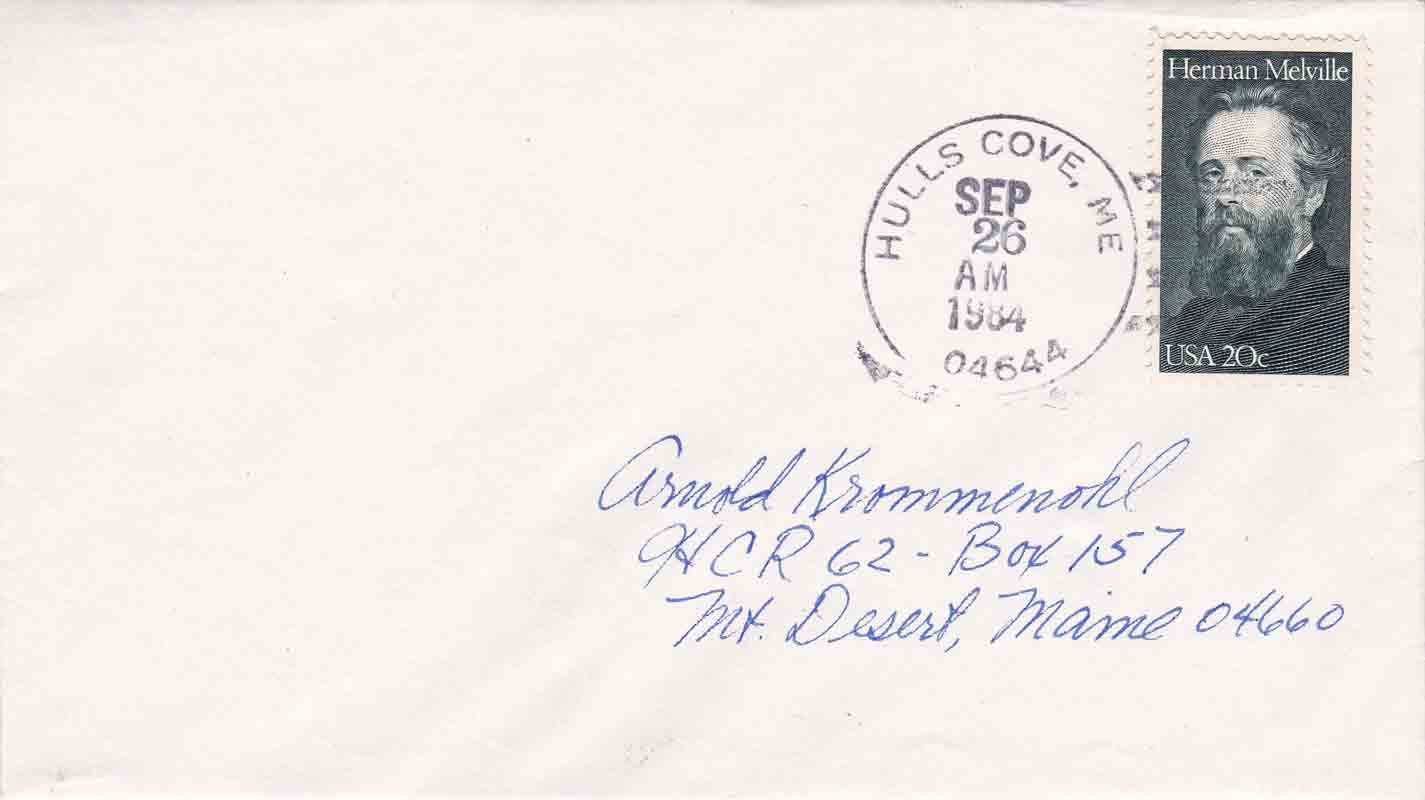 Herman Melville
USA 20c
HULLS COVE, ME
SEP
26
AM
1984
04644
Arnold Krommenohl
HCR 62 - Box 157
Mt. Desert, Maine 04660